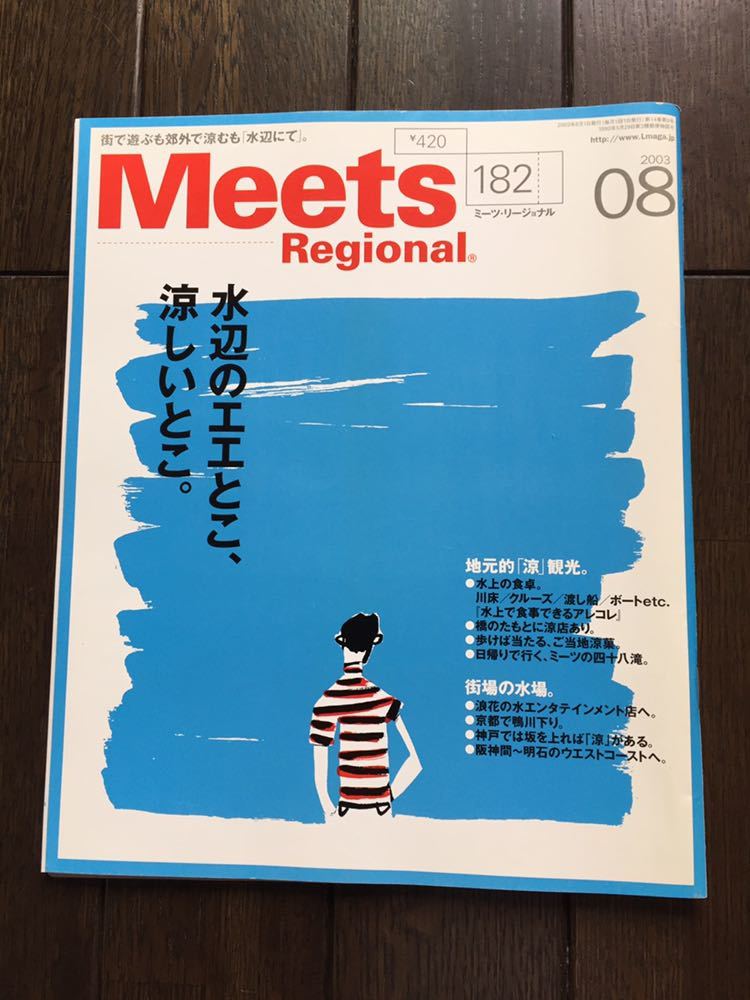 街で遊ぶも郊外で涼むも「水辺にて」。
¥420
182
ミーツ・リージョナル
http://www.Lmaga.jp
2003
08
Meets
Regional®
水辺のエエとこ、
涼しいとこ。
地元的「涼」観光。
●水上の食卓。
川床/クルーズ/渡し船/ボートetc.
『水上で食事できるアレコレ』
●橋のたもとに涼店あり。
●歩けば当たる、ご当地涼菓。
●日帰りで行く、ミーツの四十八滝。
街場の水場。
●浪花の水エンタテインメント店へ。
●京都で鴨川下り。
●神戸では坂を上れば「涼」がある。
●阪神間〜明石のウエストコーストへ。